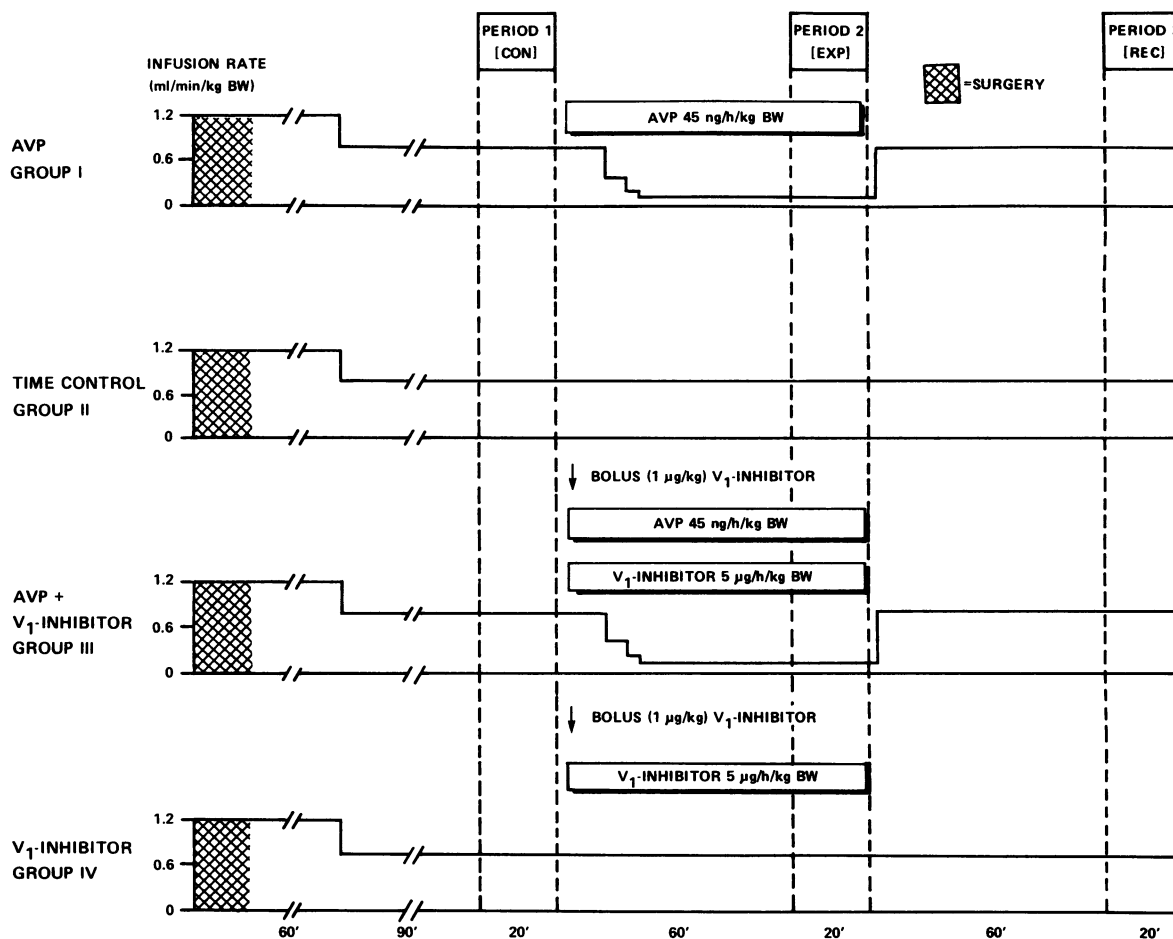 PERIOD 1
[CON]
PERIOD 2
[EXP]
PERIOD
[REC]
INFUSION RATE
(ml/min/kg BW)
=SURGERY
AVP
GROUP I
1.2
0.6
0
AVP 45 ng/h/kg BW
TIME CONTROL
GROUP II
1.2
0.6
0
↓ BOLUS (1 µg/kg) V₁-INHIBITOR
AVP 45 ng/h/kg BW
V₁-INHIBITOR 5 µg/h/kg BW
AVP +
V₁-INHIBITOR
GROUP III
1.2
0.6
0
↓ BOLUS (1 µg/kg) V₁-INHIBITOR
V₁-INHIBITOR 5 µg/h/kg BW
V₁-INHIBITOR
GROUP IV
1.2
0.6
0
60' 90' 20' 60' 20' 60' 20'